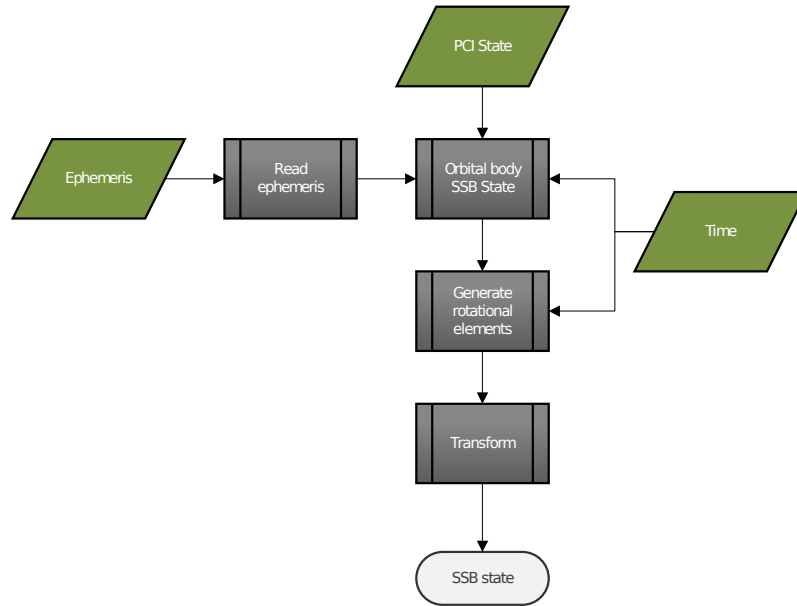 PCI State
Ephemeris
Read
ephemeris
Orbital body
SSB State
Time
Generate
rotational
elements
Transform
SSB state